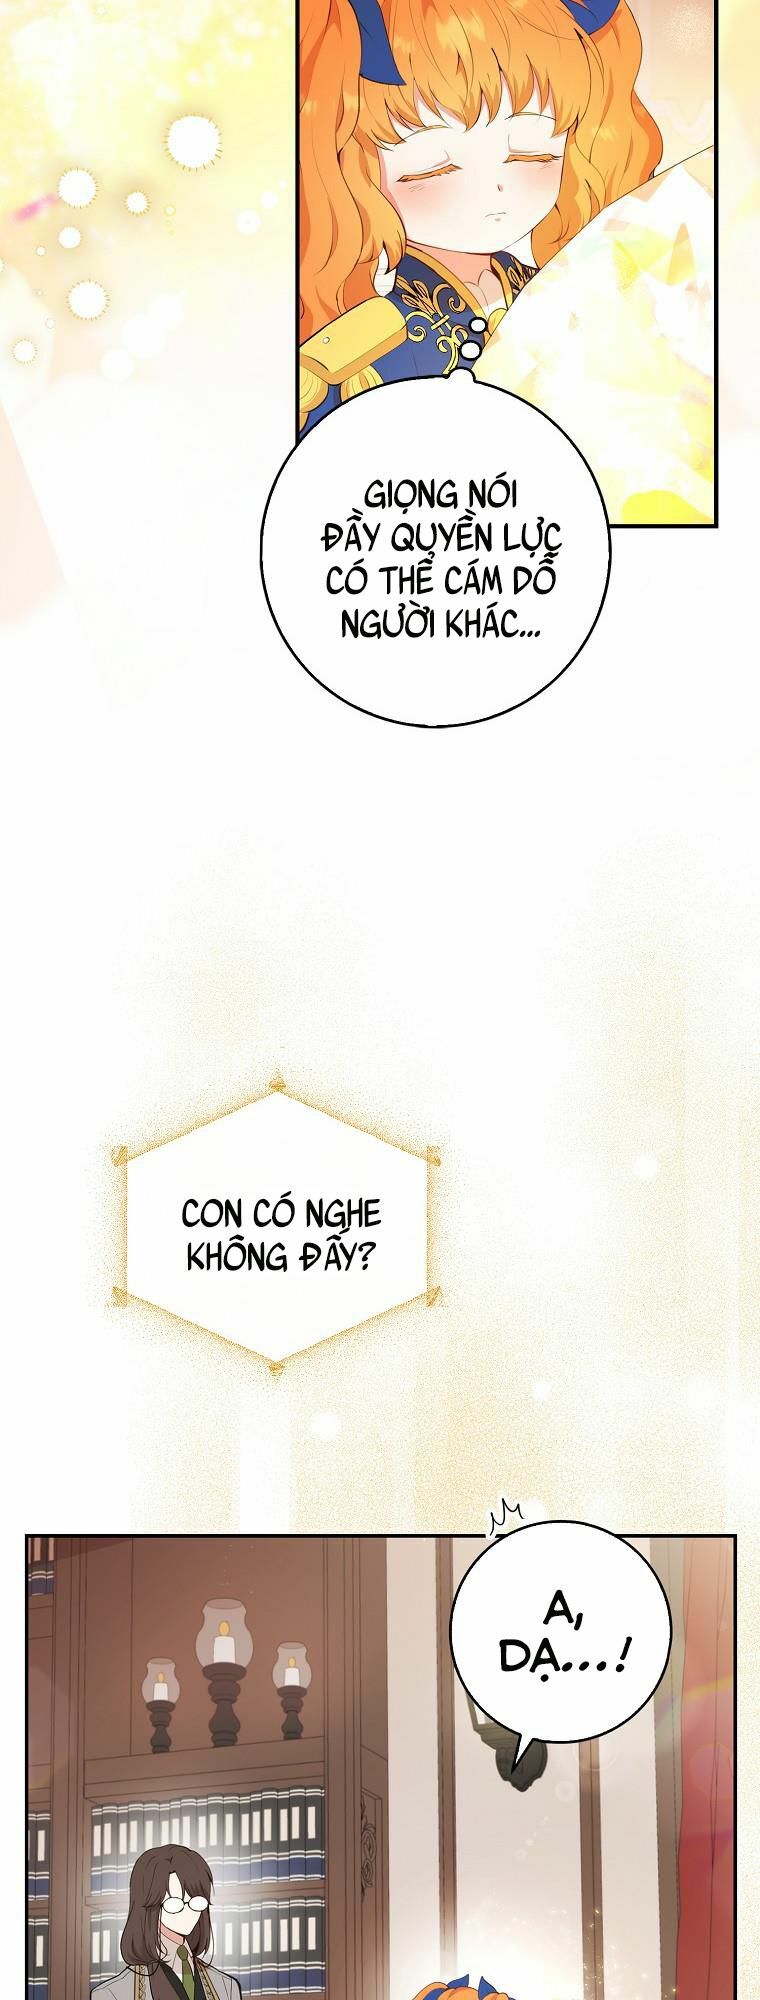 GIỌNG NÓI
ĐẦY QUYỀN LỰC
CÓ THỂ CÁM DỖ
NGƯỜI KHÁC...
CON CÓ NGHE
KHÔNG ĐẤY?
A,
DẠ...!